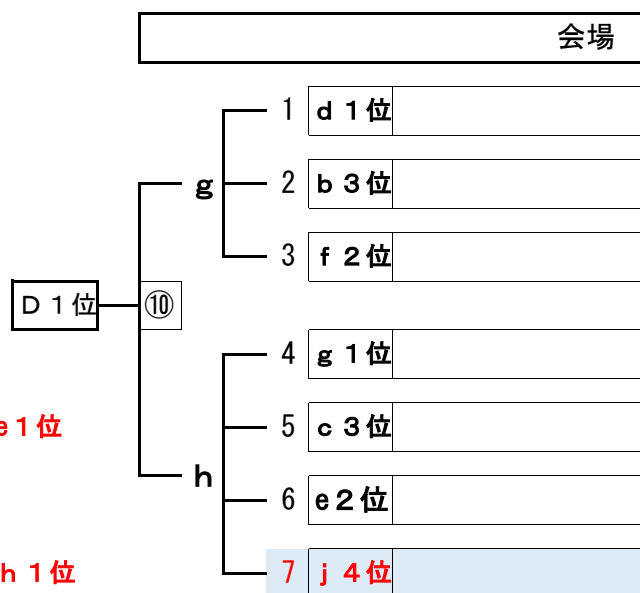 会場
1 ｄ１位
g
2 ｂ３位
3 ｆ２位
Ｄ１位
⑩
4 ｇ１位
e１位
5 ｃ３位
h
6 e２位
ｈ１位
7 ｊ４位